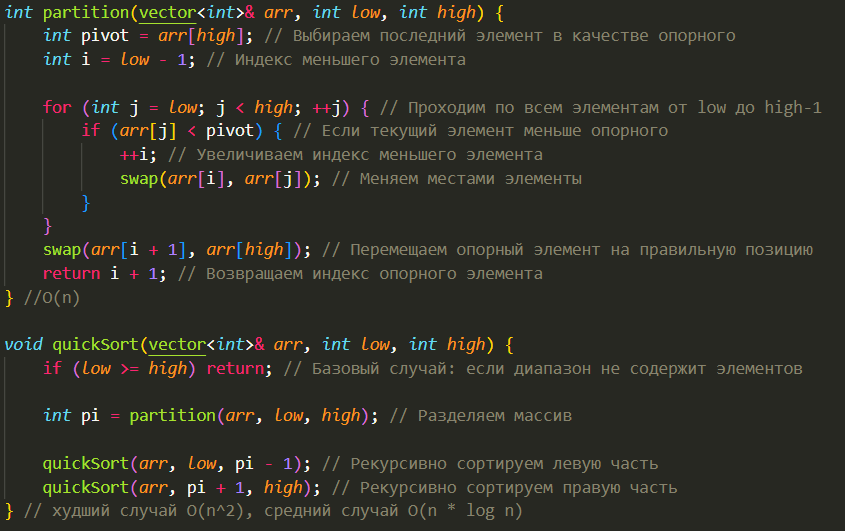 int partition(vector<int>& arr, int low, int high) {
    int pivot = arr[high]; // Выбираем последний элемент в качестве опорного
    int i = low - 1; // Индекс меньшего элемента

    for (int j = low; j < high; ++j) { // Проходим по всем элементам от low до high-1
        if (arr[j] < pivot) { // Если текущий элемент меньше опорного
            ++i; // Увеличиваем индекс меньшего элемента
            swap(arr[i], arr[j]); // Меняем местами элементы
        }
    }
    swap(arr[i + 1], arr[high]); // Перемещаем опорный элемент на правильную позицию
    return i + 1; // Возвращаем индекс опорного элемента
} //O(n)

void quickSort(vector<int>& arr, int low, int high) {
    if (low >= high) return; // Базовый случай: если диапазон не содержит элементов

    int pi = partition(arr, low, high); // Разделяем массив

    quickSort(arr, low, pi - 1); // Рекурсивно сортируем левую часть
    quickSort(arr, pi + 1, high); // Рекурсивно сортируем правую часть
} // худший случай O(n^2), средний случай O(n * log n)